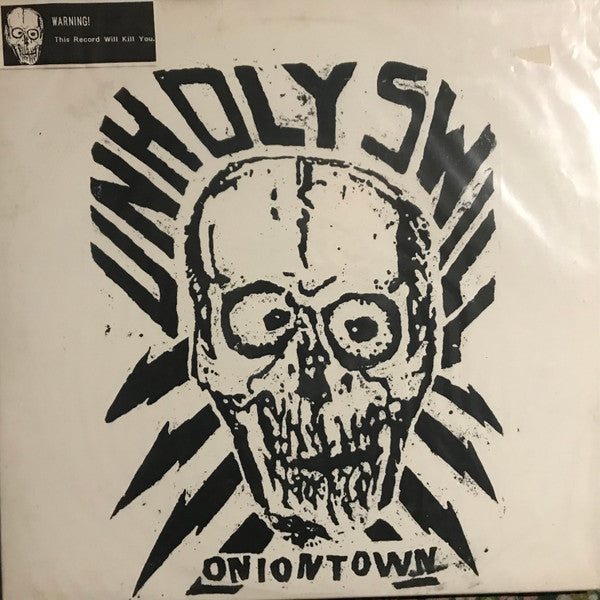 WARNING!
This Record Will Kill You.
UNHOLY SWILL
ONIONTOWN